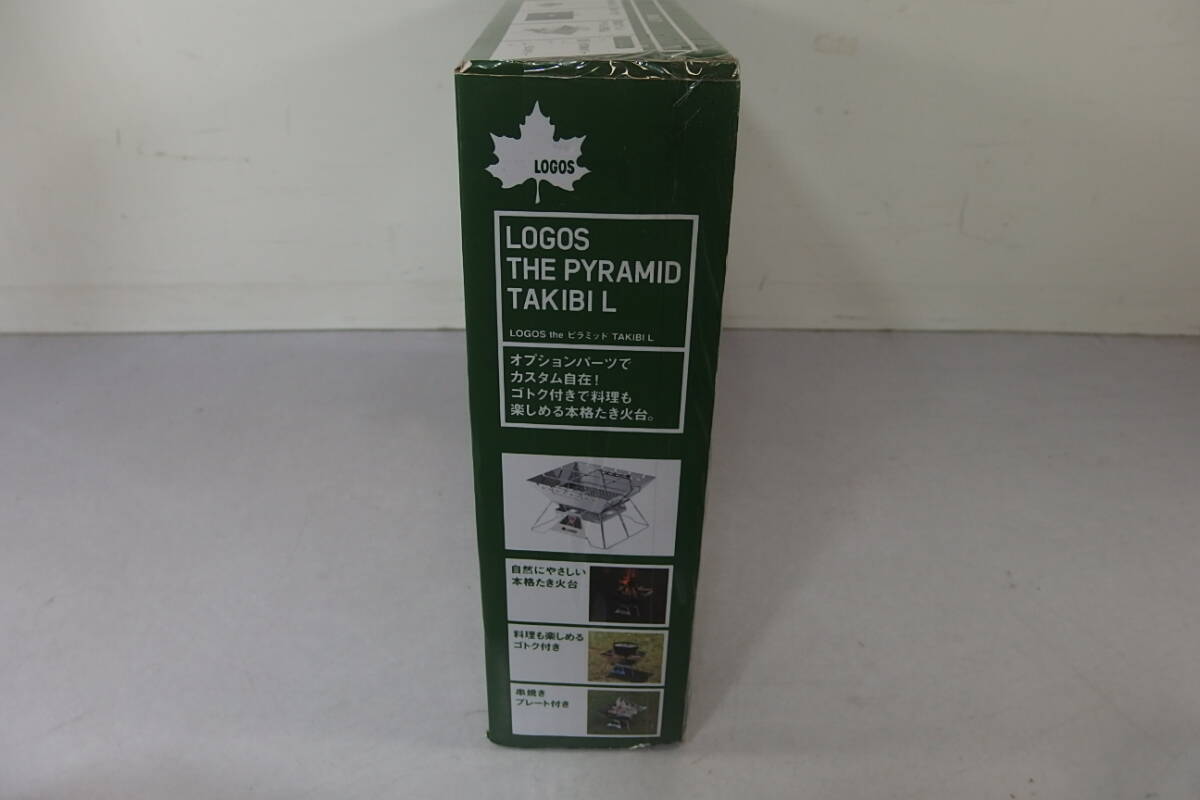 LOGOS
LOGOS
THE PYRAMID
TAKIBI L
LOGOS the ピラミッド TAKIBI L
オプションパーツで
カスタム自在！
ゴトク付きで料理も
楽しめる本格たき火台。
自然にやさしい
本格たき火台
料理も楽しめる
ゴトク付き
串焼き
プレート付き